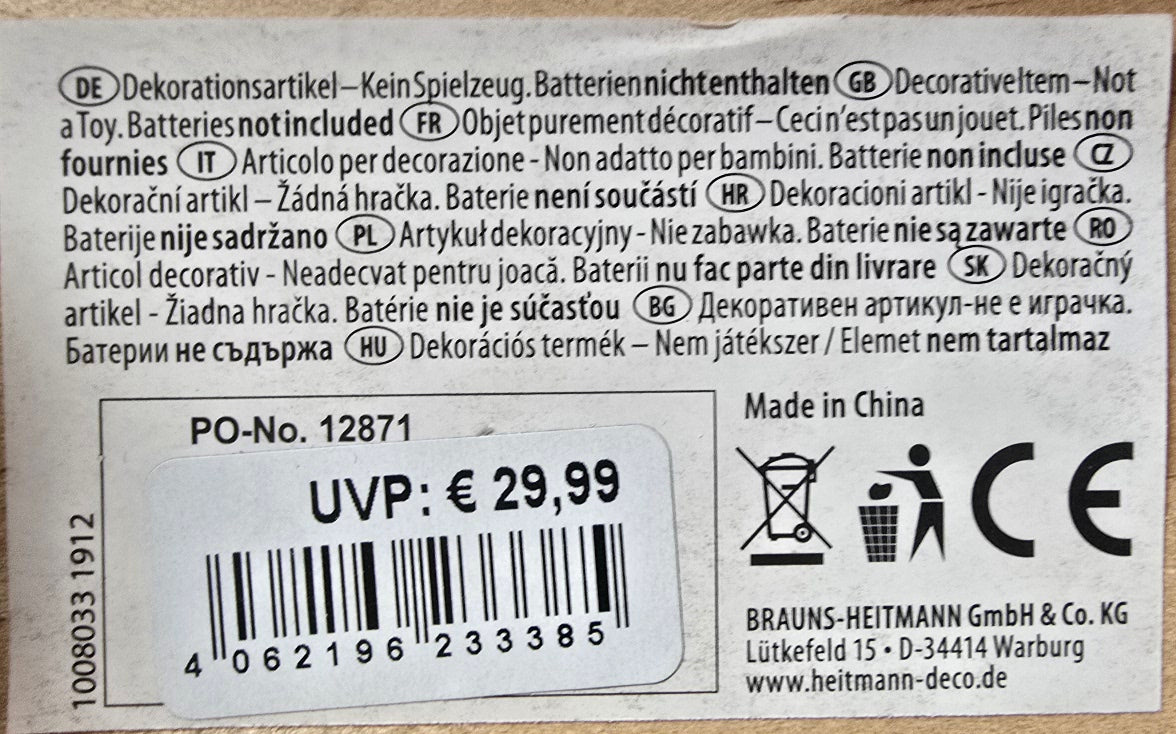 DE Dekorationsartikel – Kein Spielzeug. Batterien nicht enthalten GB Decorative Item – Not
a Toy. Batteries not included FR Objet purement décoratif – Ceci n'est pas un jouet. Piles non
fournies IT Articolo per decorazione - Non adatto per bambini. Batterie non incluse CZ
Dekorační artikl – Žádná hračka. Baterie není součástí HR Dekoracioni artikl - Nije igračka.
Baterije nije sadržano PL Artykuł dekoracyjny - Nie zabawka. Baterie nie są zawarte RO
Articol decorativ - Neadecvat pentru joacă. Baterii nu fac parte din livrare SK Dekoračný
artikel - Žiadna hračka. Batérie nie je súčasťou BG Декоративен артикул-не е играчка.
Батерии не съдържа HU Dekorációs termék – Nem játékszer / Elemet nem tartalmaz
PO-No. 12871
UVP: € 29,99
4 062196 233385
1008033 1912
Made in China
CE
BRAUNS-HEITMANN GmbH & Co. KG
Lütkefeld 15 • D-34414 Warburg
www.heitmann-deco.de